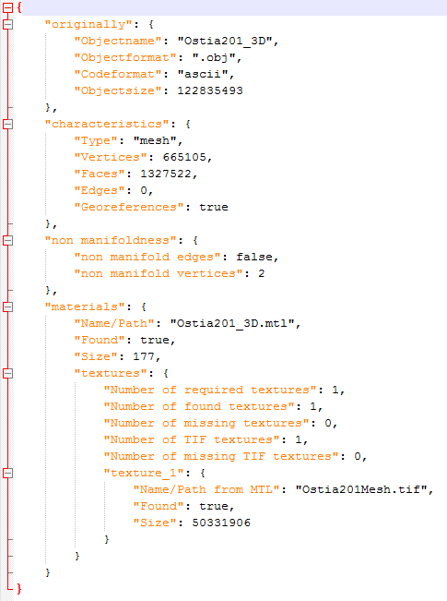 {
"originally": {
"Objectname": "Ostia201_3D",
"Objectformat": ".obj",
"Codeformat": "ascii",
"Objectsize": 122835493
},
"characteristics": {
"Type": "mesh",
"Vertices": 665105,
"Faces": 1327522,
"Edges": 0,
"Georeferences": true
},
"non manifoldness": {
"non manifold edges": false,
"non manifold vertices": 2
},
"materials": {
"Name/Path": "Ostia201_3D.mtl",
"Found": true,
"Size": 177,
"textures": {
"Number of required textures": 1,
"Number of found textures": 1,
"Number of missing textures": 0,
"Number of TIF textures": 1,
"Number of missing TIF textures": 0,
"texture_1": {
"Name/Path from MTL": "Ostia201Mesh.tif",
"Found": true,
"Size": 50331906
}
}
}
}